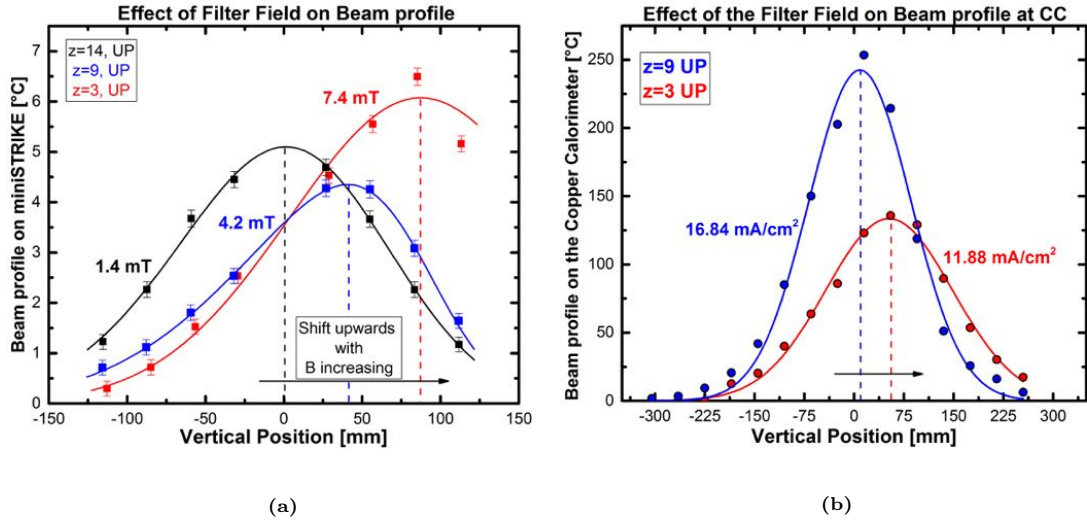 Effect of Filter Field on Beam profile
Beam profile on miniSTRIKE [°C]
7
6
5
4
3
2
1
0
z=14, UP
z=9, UP
z=3, UP
7.4 mT
4.2 mT
1.4 mT
Shift upwards
with
B increasing
-150 -100 -50 0 50 100 150
Vertical Position [mm]
(a)
Effect of the Filter Field on Beam profile at CC
Beam profile on the Copper Calorimeter [°C]
250
200
150
100
50
0
z=9 UP
z=3 UP
16.84 mA/cm²
11.88 mA/cm²
-300 -225 -150 -75 0 75 150 225 300
Vertical Position [mm]
(b)